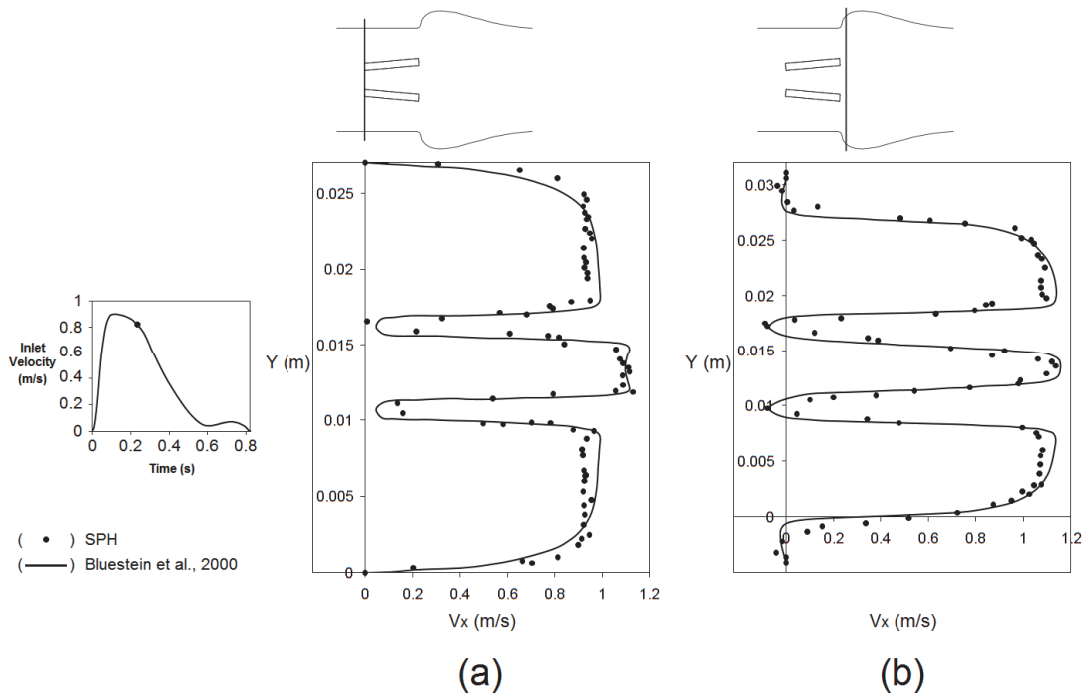 1
0.8
0.6
0.4
0.2
0
Inlet
Velocity
(m/s)
0 0.2 0.4 0.6 0.8
Time (s)
( • ) SPH
( — ) Bluestein et al., 2000
0.025
0.02
0.015
0.01
0.005
0
Y (m)
0 0.2 0.4 0.6 0.8 1 1.2
Vx (m/s)
(a)
0.03
0.025
0.02
0.015
0.01
0.005
0
Y (m)
0 0.2 0.4 0.6 0.8 1 1.2
Vx (m/s)
(b)